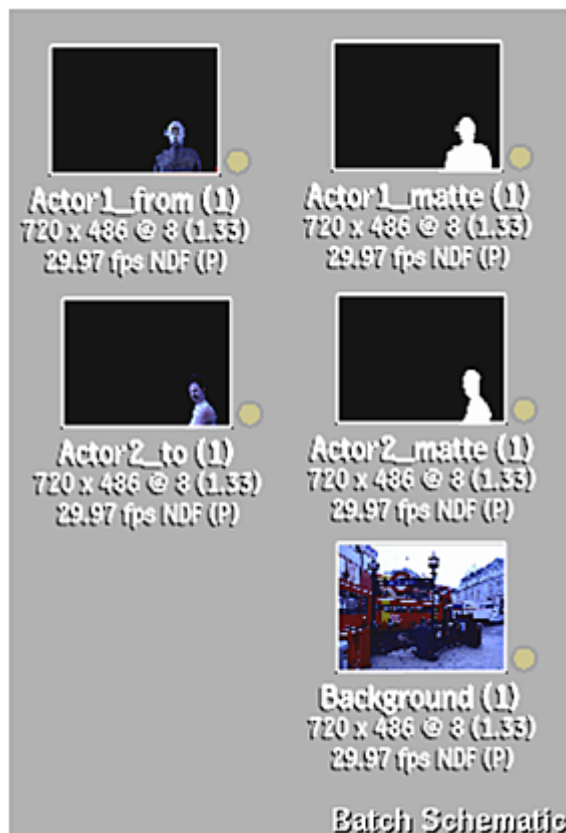 Actor1_from (1)
720 x 486 @ 8 (1.33)
29.97 fps NDF (P)
Actor1_matte (1)
720 x 486 @ 8 (1.33)
29.97 fps NDF (P)
Actor2_to (1)
720 x 486 @ 8 (1.33)
29.97 fps NDF (P)
Actor2_matte (1)
720 x 486 @ 8 (1.33)
29.97 fps NDF (P)
Background (1)
720 x 486 @ 8 (1.33)
29.97 fps NDF (P)
Batch Schematic